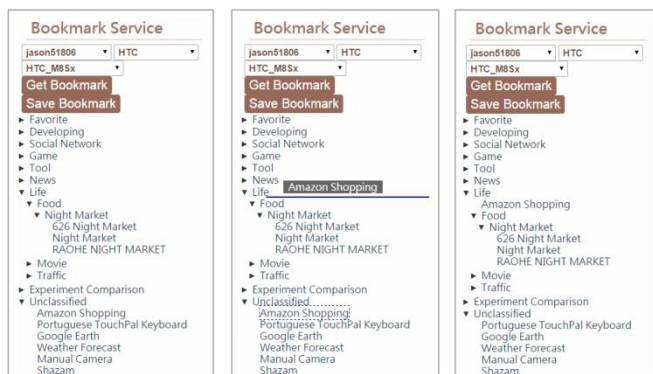 Bookmark Service
jason51806 HTC
HTC_M8Sx
Get Bookmark
Save Bookmark
Favorite
Developing
Social Network
Game
Tool
News
Life
Food
Night Market
626 Night Market
Night Market
RAOHE NIGHT MARKET
Movie
Traffic
Experiment Comparison
Unclassified
Amazon Shopping
Portuguese TouchPal Keyboard
Google Earth
Weather Forecast
Manual Camera
Shazam
Bookmark Service
jason51806 HTC
HTC_M8Sx
Get Bookmark
Save Bookmark
Favorite
Developing
Social Network
Game
Tool
News
Amazon Shopping
Life
Food
Night Market
626 Night Market
Night Market
RAOHE NIGHT MARKET
Movie
Traffic
Experiment Comparison
Unclassified
Amazon Shopping
Portuguese TouchPal Keyboard
Google Earth
Weather Forecast
Manual Camera
Shazam
Bookmark Service
jason51806 HTC
HTC_M8Sx
Get Bookmark
Save Bookmark
Favorite
Developing
Social Network
Game
Tool
News
Life
Amazon Shopping
Food
Night Market
626 Night Market
Night Market
RAOHE NIGHT MARKET
Movie
Traffic
Experiment Comparison
Unclassified
Portuguese TouchPal Keyboard
Google Earth
Weather Forecast
Manual Camera
Shazam